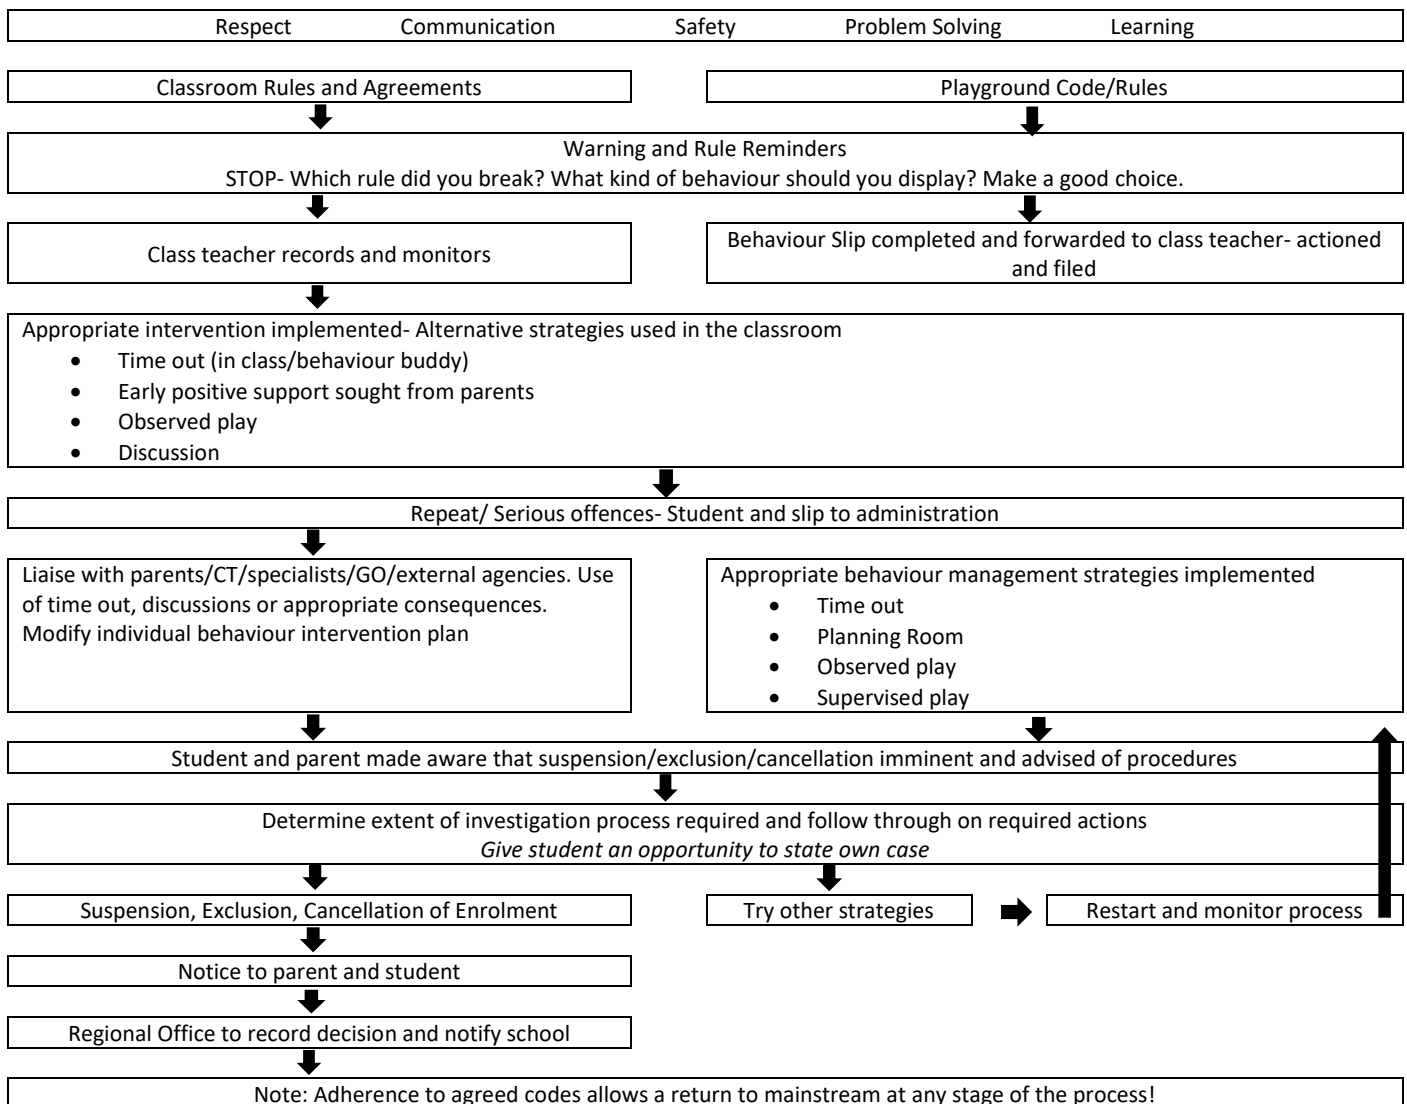 Respect Communication Safety Problem Solving Learning
Classroom Rules and Agreements
Playground Code/Rules
Warning and Rule Reminders
STOP- Which rule did you break? What kind of behaviour should you display? Make a good choice.
Class teacher records and monitors
Behaviour Slip completed and forwarded to class teacher- actioned
and filed
Appropriate intervention implemented- Alternative strategies used in the classroom
• Time out (in class/behaviour buddy)
• Early positive support sought from parents
• Observed play
• Discussion
Repeat/ Serious offences- Student and slip to administration
Liaise with parents/CT/specialists/GO/external agencies. Use
of time out, discussions or appropriate consequences.
Modify individual behaviour intervention plan
Appropriate behaviour management strategies implemented
• Time out
• Planning Room
• Observed play
• Supervised play
Student and parent made aware that suspension/exclusion/cancellation imminent and advised of procedures
Determine extent of investigation process required and follow through on required actions
Give student an opportunity to state own case
Suspension, Exclusion, Cancellation of Enrolment
Try other strategies
Restart and monitor process
Notice to parent and student
Regional Office to record decision and notify school
Note: Adherence to agreed codes allows a return to mainstream at any stage of the process!